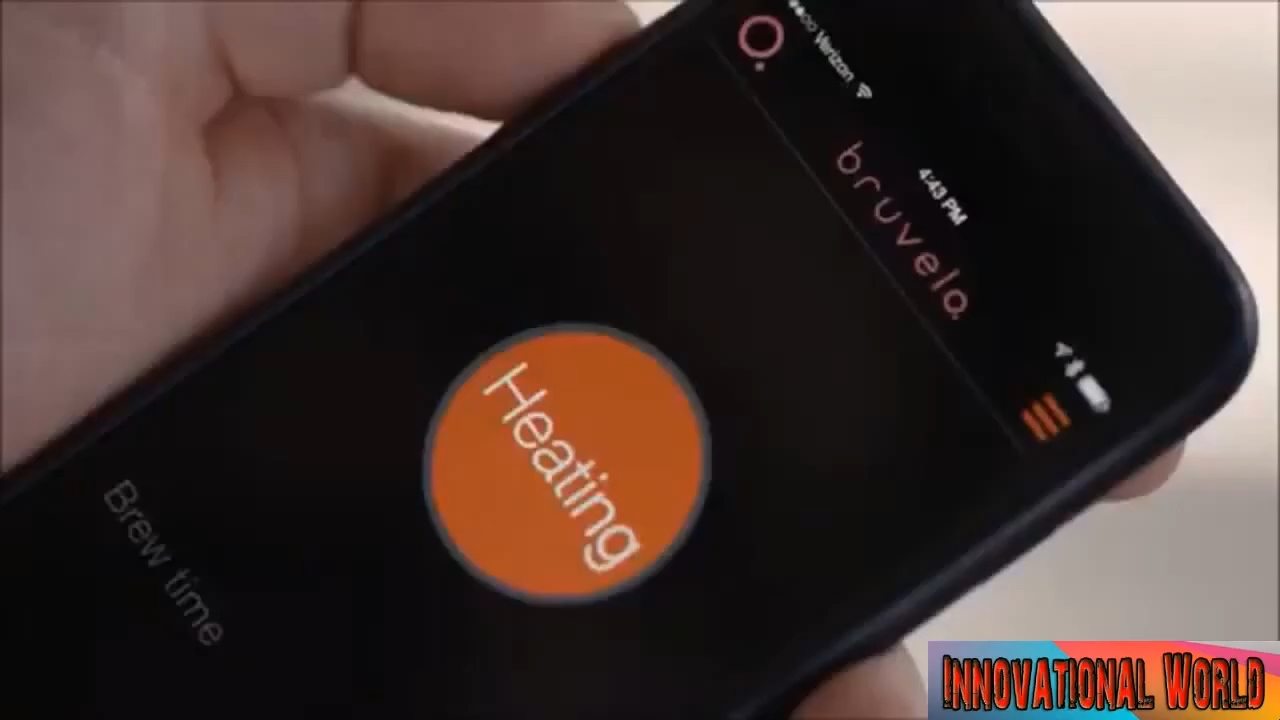 Verizon
4:43 PM
bruvelo
Heating
Brew time
INNOVATIONAL WORLD